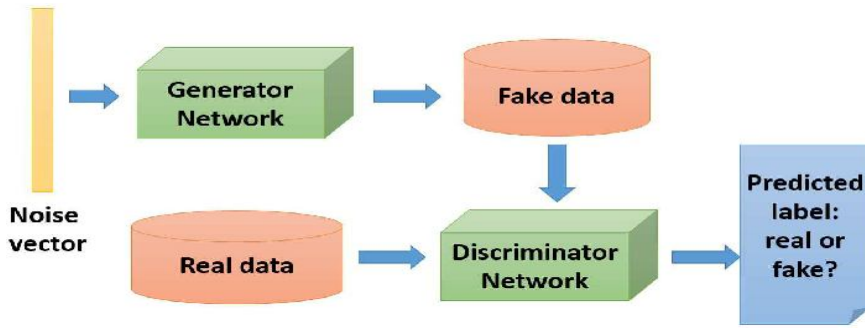 Generator
Network
Fake data
Noise
vector
Real data
Discriminator
Network
Predicted
label:
real or
fake?